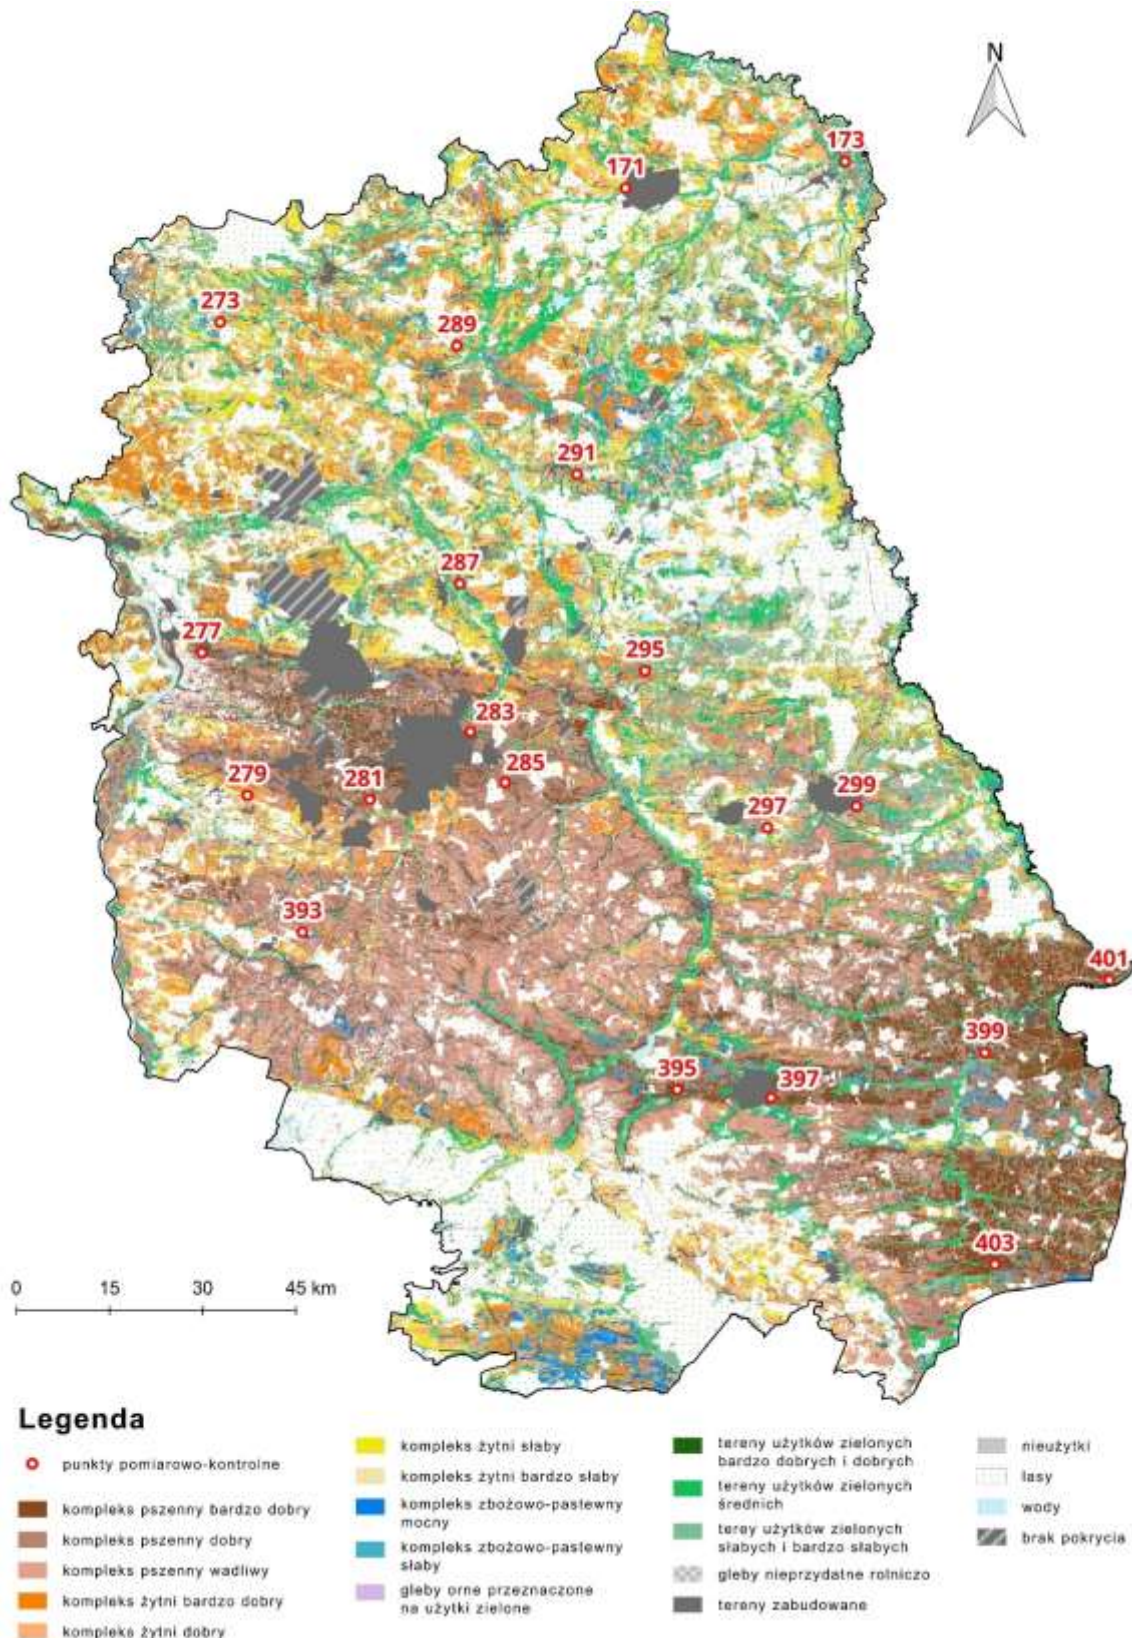 N
173
171
273
289
291
287
277
295
283
285
279
281
299
297
393
401
399
395
397
403
0 15 30 45 km
Legenda
punkty pomiarowo-kontrolne
kompleks pszenny bardzo dobry
kompleks pszenny dobry
kompleks pszenny wadliwy
kompleks żytni bardzo dobry
kompleks żytni dobry
kompleks żytni słaby
kompleks żytni bardzo słaby
kompleks zbożowo-pastewny
mocny
kompleks zbożowo-pastewny
słaby
gleby orne przeznaczone
na użytki zielone
tereny użytków zielonych
bardzo dobrych i dobrych
tereny użytków zielonych
średnich
terey użytków zielonych
słabych i bardzo słabych
gleby nieprzydatne rolniczo
tereny zabudowane
nieużytki
lasy
wody
brak pokrycia